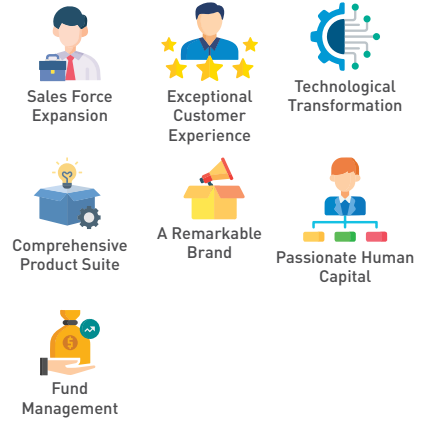 Sales Force
Expansion
Exceptional
Customer
Experience
Technological
Transformation
Comprehensive
Product Suite
A Remarkable
Brand
Passionate Human
Capital
$
Fund
Management